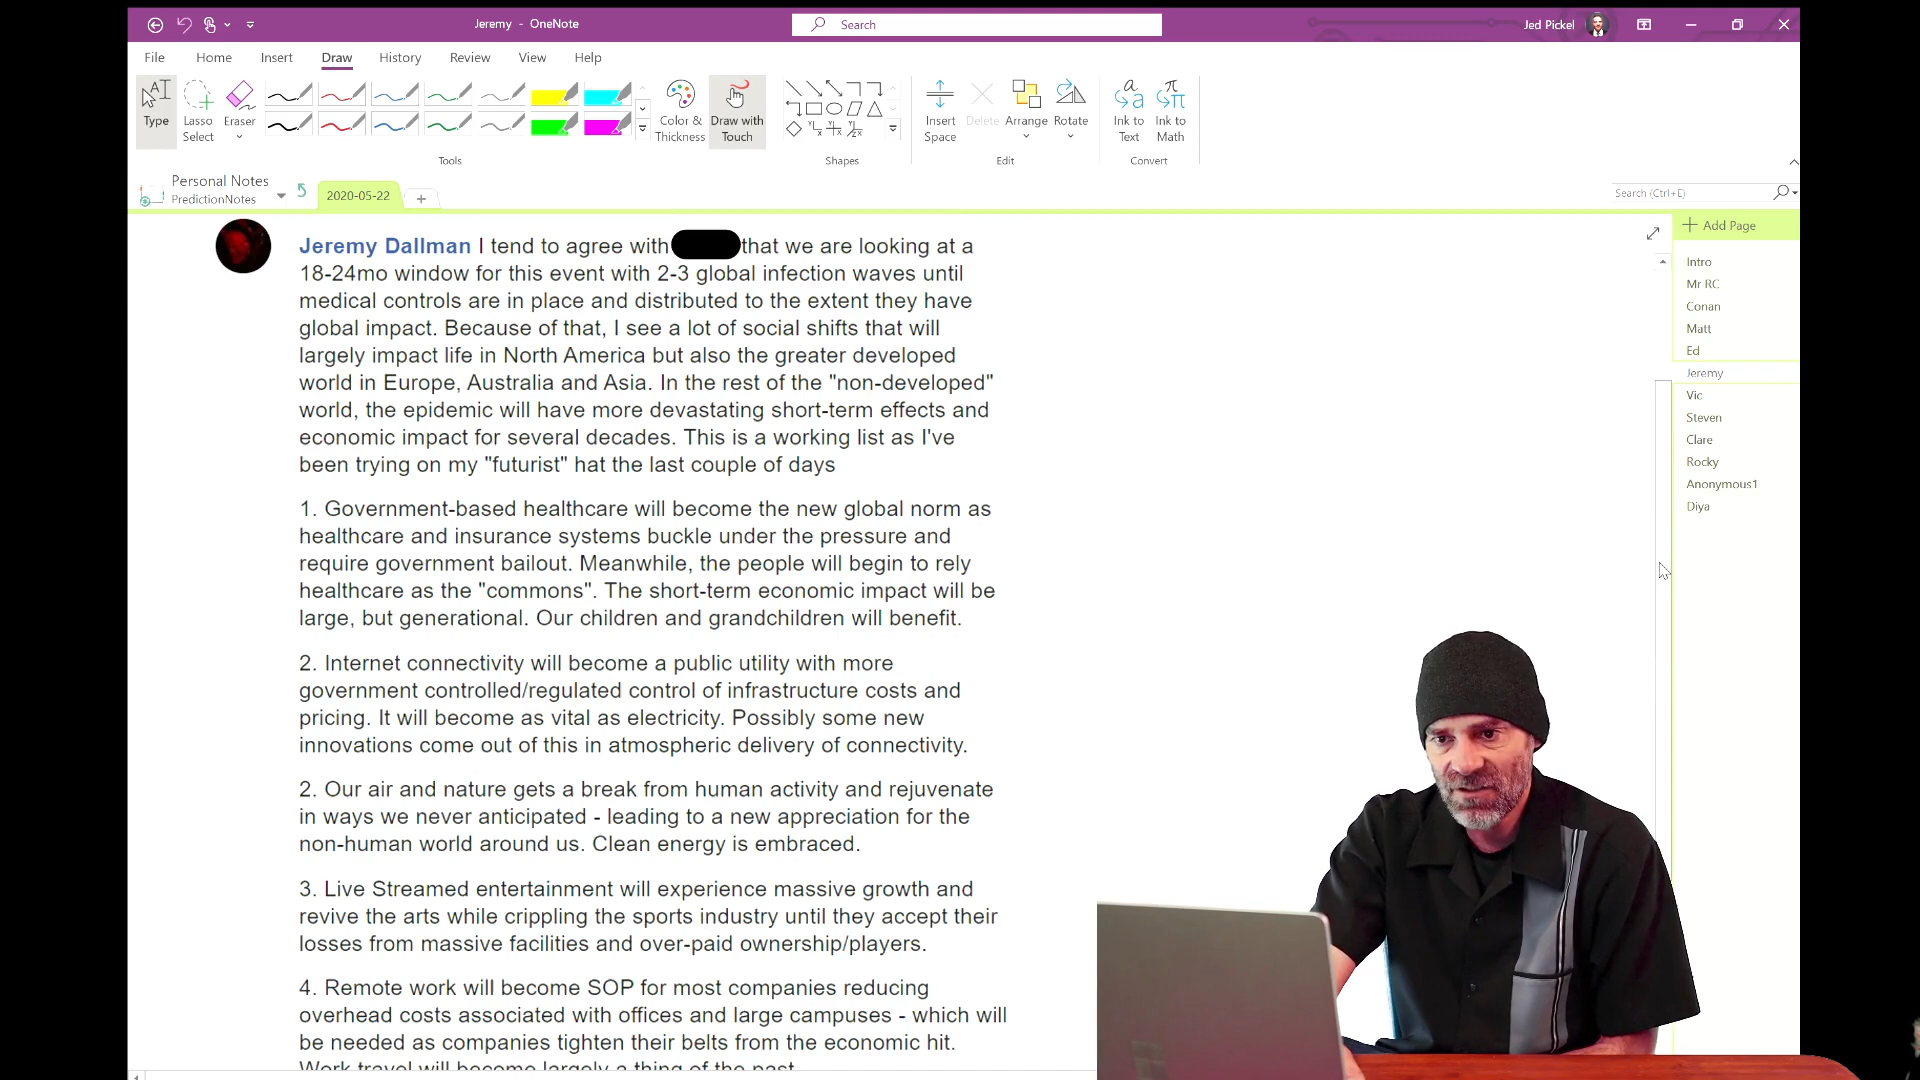 Jeremy - OneNote
Search
Jed Pickel
File
Home
Insert
Draw
History
Review
View
Help
Type
Lasso
Select
Eraser
Color &
Thickness
Draw with
Touch
Insert
Space
Delete
Arrange
Rotate
Ink to
Text
Ink to
Math
Tools
Shapes
Edit
Convert
Personal Notes
PredictionNotes
2020-05-22
Search (Ctrl+E)
Add Page
Intro
Mr RC
Conan
Matt
Ed
Jeremy
Vic
Steven
Clare
Rocky
Anonymous1
Diya
Jeremy Dallman I tend to agree with that we are looking at a
18-24mo window for this event with 2-3 global infection waves until
medical controls are in place and distributed to the extent they have
global impact. Because of that, I see a lot of social shifts that will
largely impact life in North America but also the greater developed
world in Europe, Australia and Asia. In the rest of the "non-developed"
world, the epidemic will have more devastating short-term effects and
economic impact for several decades. This is a working list as I've
been trying on my "futurist" hat the last couple of days
1. Government-based healthcare will become the new global norm as
healthcare and insurance systems buckle under the pressure and
require government bailout. Meanwhile, the people will begin to rely
healthcare as the "commons". The short-term economic impact will be
large, but generational. Our children and grandchildren will benefit.
2. Internet connectivity will become a public utility with more
government controlled/regulated control of infrastructure costs and
pricing. It will become as vital as electricity. Possibly some new
innovations come out of this in atmospheric delivery of connectivity.
2. Our air and nature gets a break from human activity and rejuvenate
in ways we never anticipated - leading to a new appreciation for the
non-human world around us. Clean energy is embraced.
3. Live Streamed entertainment will experience massive growth and
revive the arts while crippling the sports industry until they accept their
losses from massive facilities and over-paid ownership/players.
4. Remote work will become SOP for most companies reducing
overhead costs associated with offices and large campuses - which will
be needed as companies tighten their belts from the economic hit.
Work travel will become largely a thing of the past